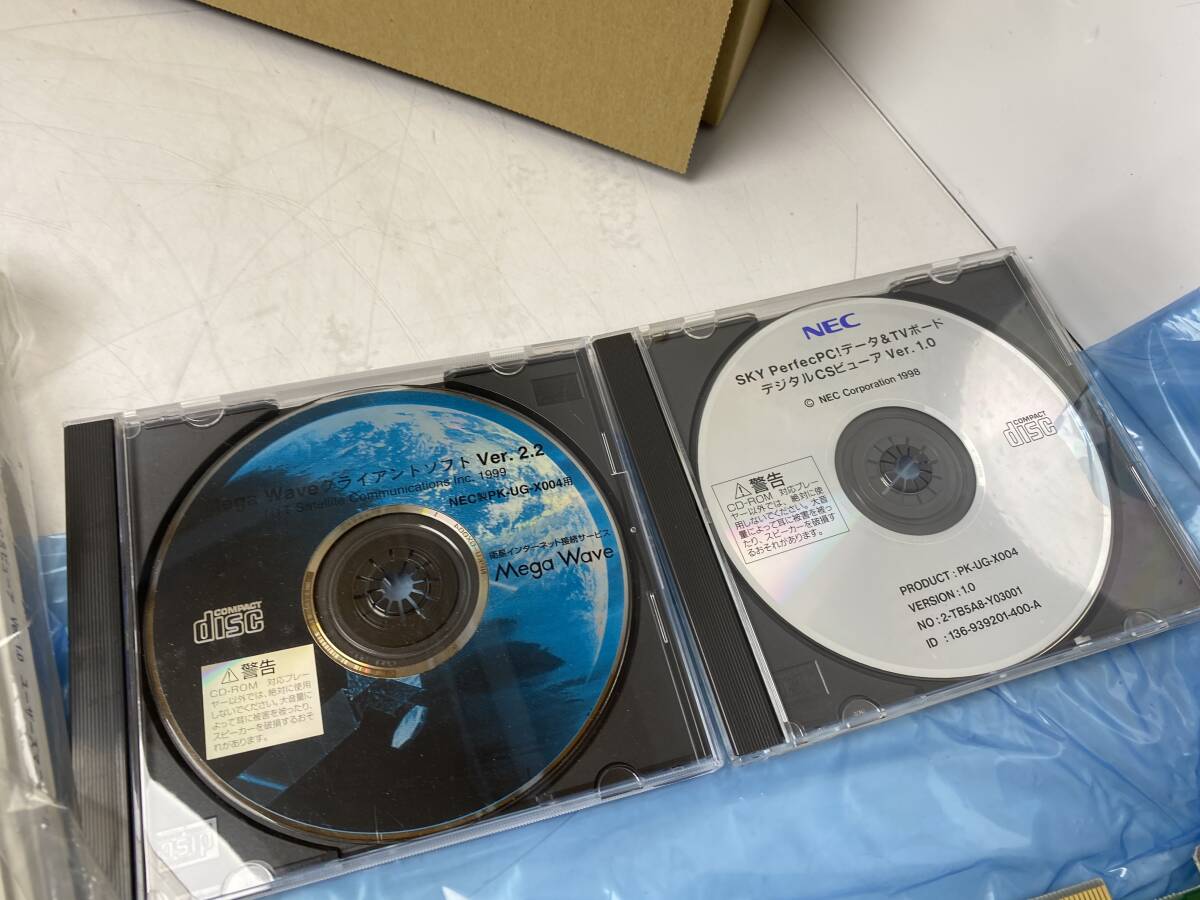 Mega Waveクライアントソフト Ver. 2.2
Satellite Communications Inc. 1999
NEC製PK-UG-X004用
衛星インターネット接続サービス
Mega Wave
COMPACT
disc
⚠警告
CD-ROM 対応プレー
ヤー以外では、絶対に使用
しないでください。大音量に
よって耳に被害を被ったり、
スピーカーを破損するおそ
れがあります。
NEC
SKY PerfecPC!データ&TVボード
デジタルCSビューア Ver. 1.0
© NEC Corporation 1998
COMPACT
disc
⚠警告
CD-ROM 対応プレー
ヤー以外では、絶対に使
用しないでください。大音
量によって耳に被害を被っ
たり、スピーカーを破損す
るおそれがあります。
PRODUCT : PK-UG-X004
VERSION : 1.0
NO : 2-TB5A8-Y03001
ID : 136-939201-400-A